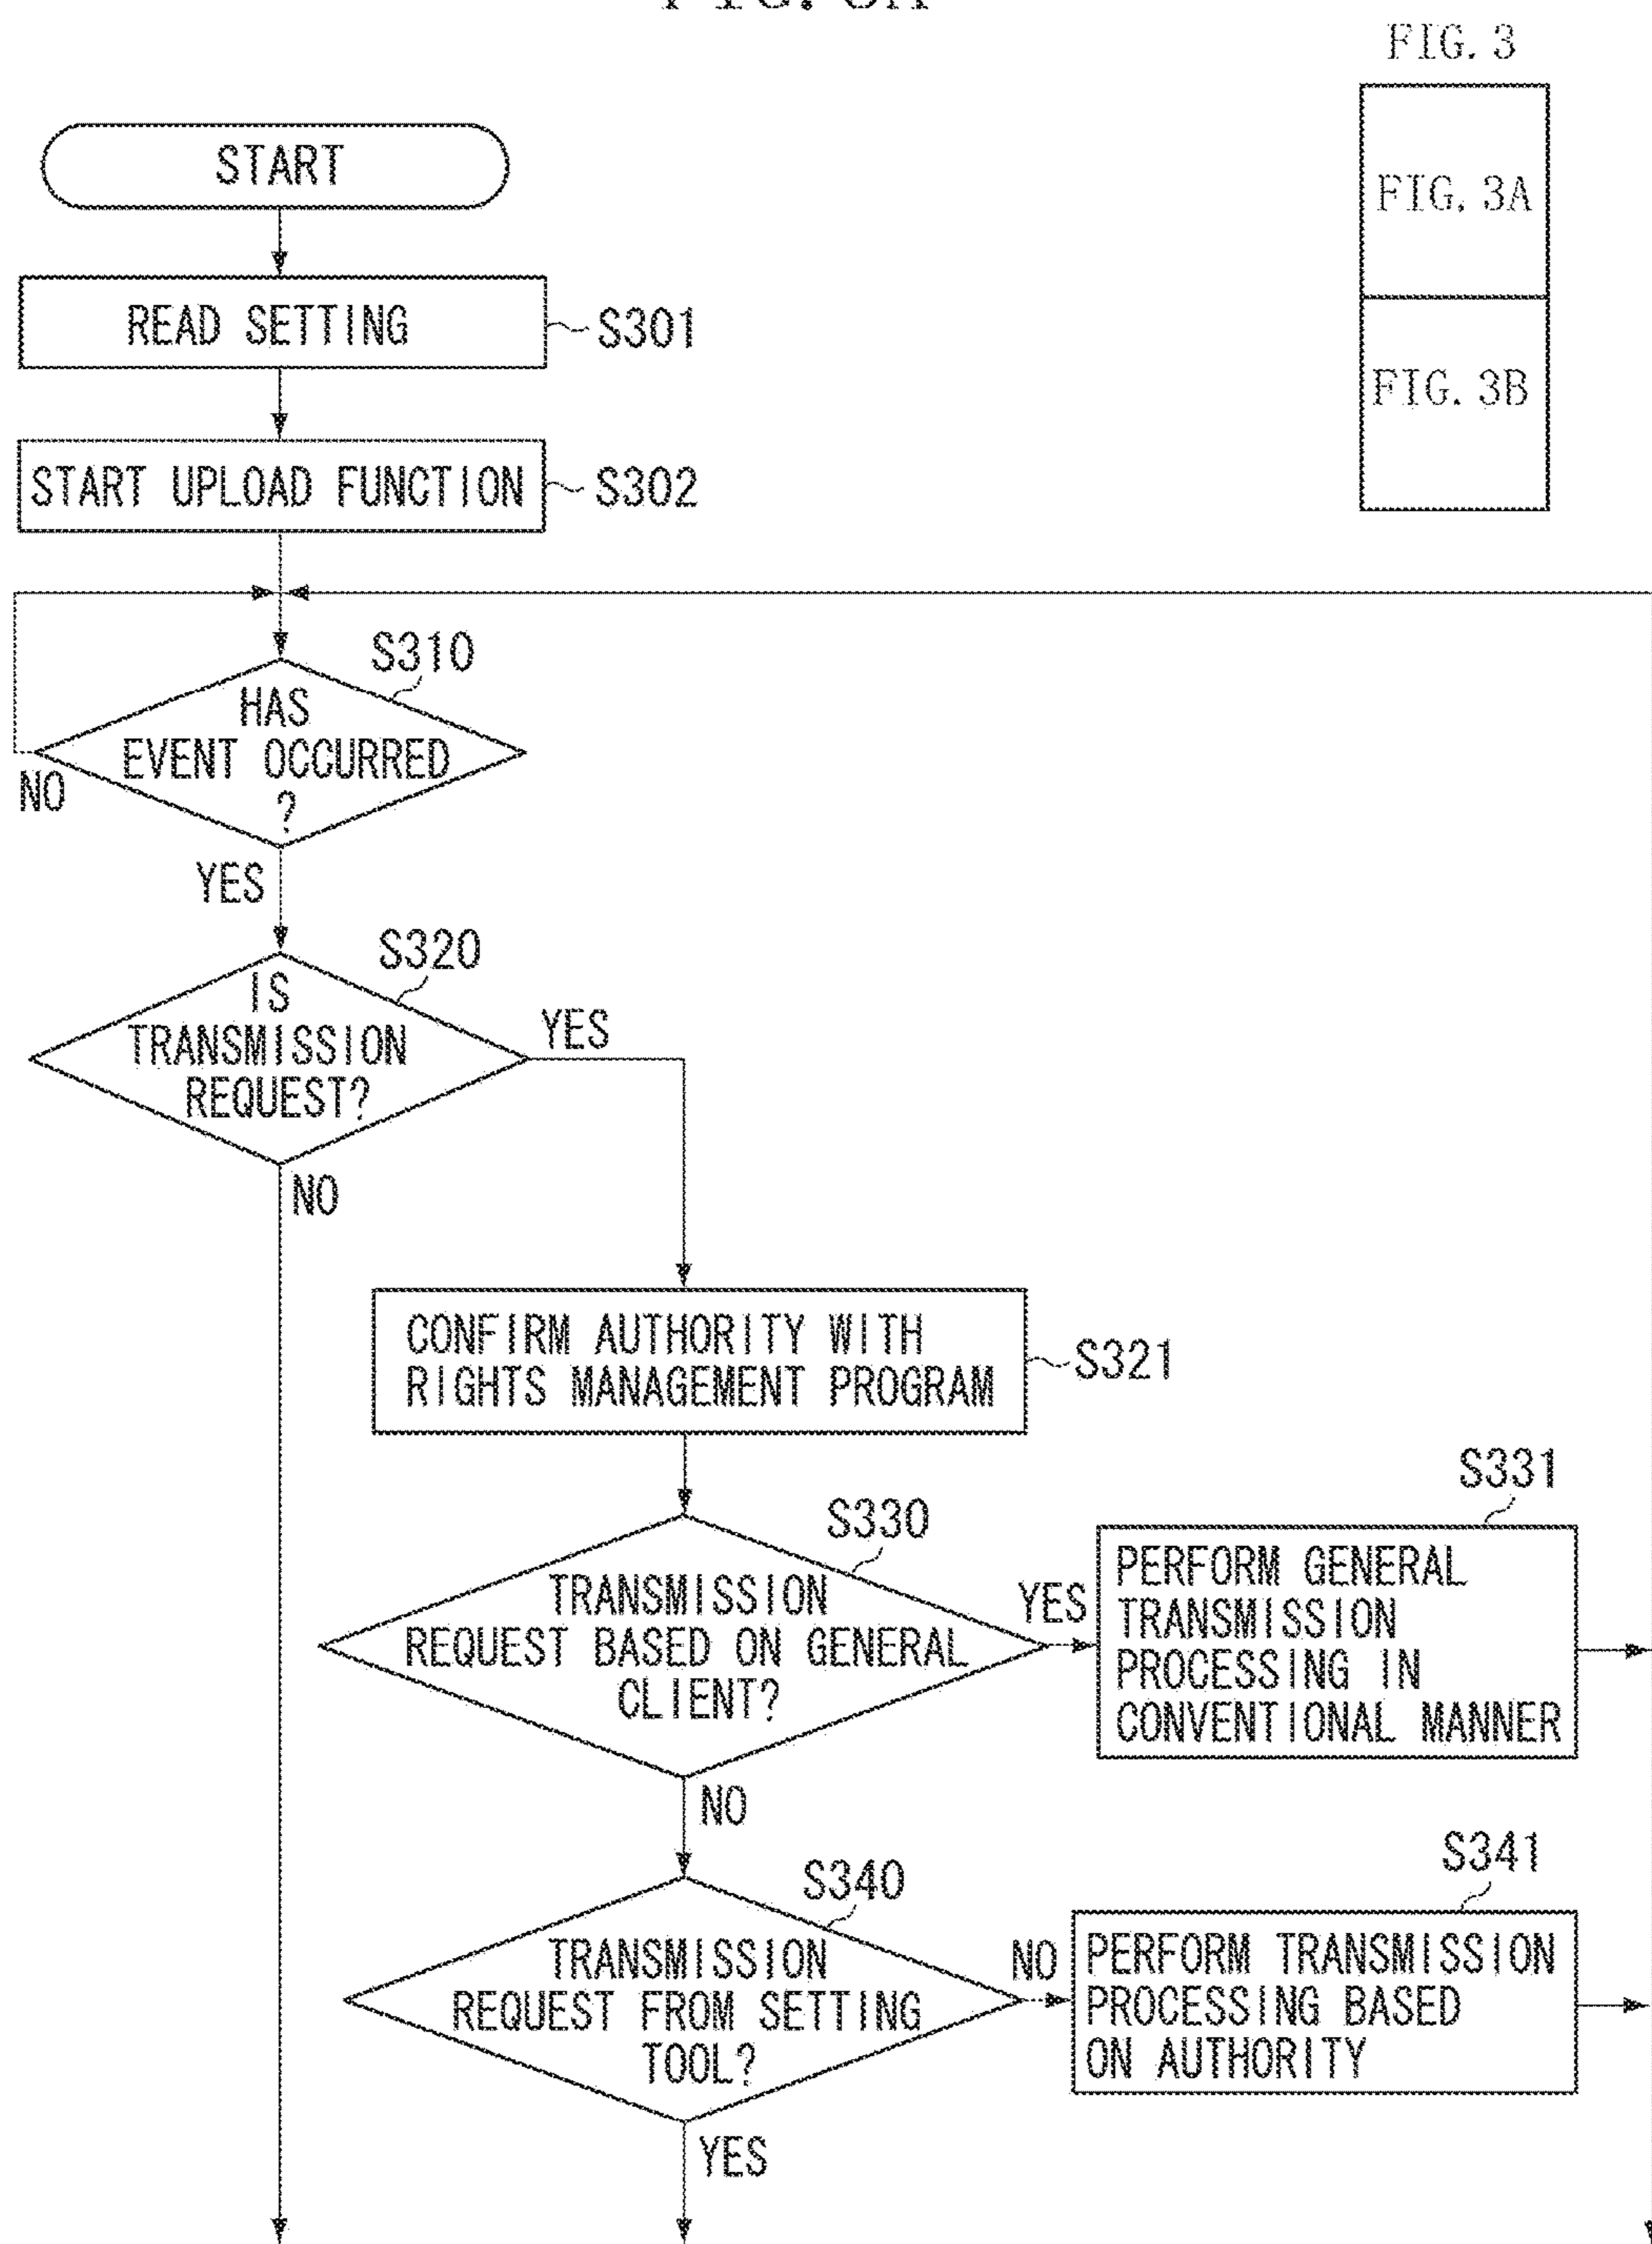 FIG. 3A
FIG. 3
FIG. 3A
FIG. 3B
START
READ SETTING
S301
START UPLOAD FUNCTION
S302
S310
HAS
EVENT OCCURRED
?
NO
YES
S320
IS
TRANSMISSION
REQUEST?
YES
NO
CONFIRM AUTHORITY WITH
RIGHTS MANAGEMENT PROGRAM
S321
S330
TRANSMISSION
REQUEST BASED ON GENERAL
CLIENT?
YES
NO
S331
PERFORM GENERAL
TRANSMISSION
PROCESSING IN
CONVENTIONAL MANNER
S340
TRANSMISSION
REQUEST FROM SETTING
TOOL?
NO
YES
S341
PERFORM TRANSMISSION
PROCESSING BASED
ON AUTHORITY